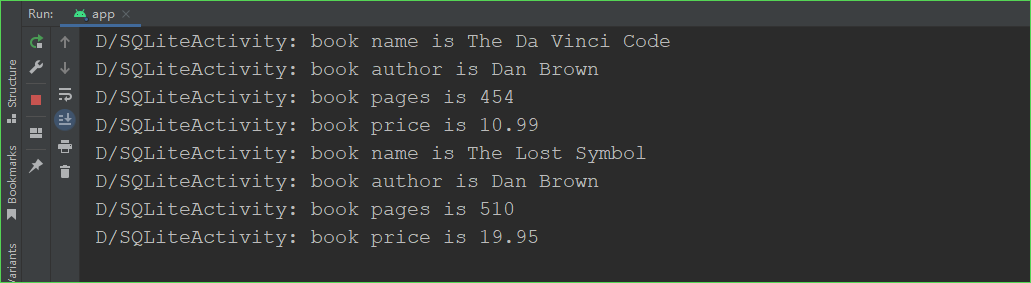 Run: app
D/SQLiteActivity: book name is The Da Vinci Code
D/SQLiteActivity: book author is Dan Brown
D/SQLiteActivity: book pages is 454
D/SQLiteActivity: book price is 10.99
D/SQLiteActivity: book name is The Lost Symbol
D/SQLiteActivity: book author is Dan Brown
D/SQLiteActivity: book pages is 510
D/SQLiteActivity: book price is 19.95
Structure
Bookmarks